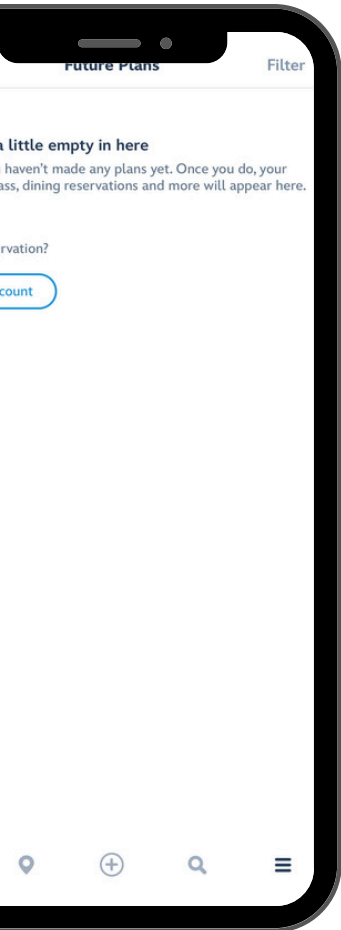 Future Plans
Filter
a little empty in here
haven't made any plans yet. Once you do, your
ass, dining reservations and more will appear here.
rvation?
count